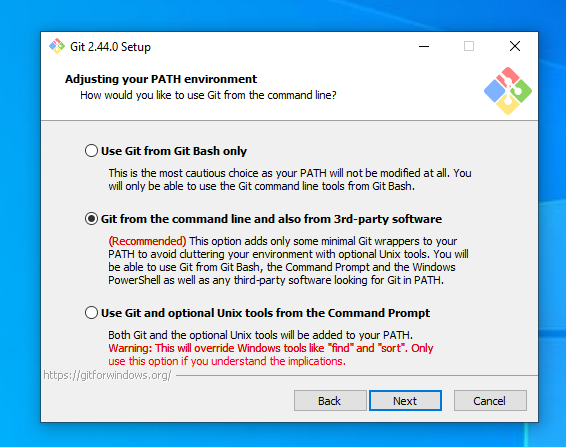 Git 2.44.0 Setup
Adjusting your PATH environment
How would you like to use Git from the command line?
Use Git from Git Bash only
This is the most cautious choice as your PATH will not be modified at all. You
will only be able to use the Git command line tools from Git Bash.
Git from the command line and also from 3rd-party software
(Recommended) This option adds only some minimal Git wrappers to your
PATH to avoid cluttering your environment with optional Unix tools. You will
be able to use Git from Git Bash, the Command Prompt and the Windows
PowerShell as well as any third-party software looking for Git in PATH.
Use Git and optional Unix tools from the Command Prompt
Both Git and the optional Unix tools will be added to your PATH.
Warning: This will override Windows tools like "find" and "sort". Only
use this option if you understand the implications.
https://gitforwindows.org/
Back Next Cancel